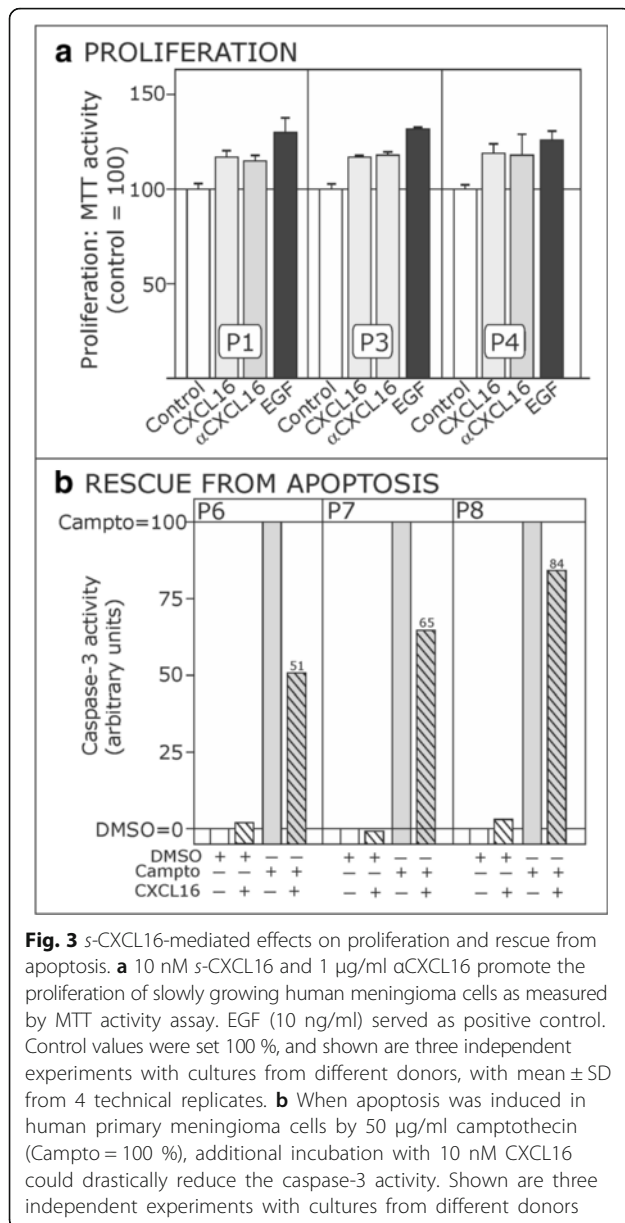 a PROLIFERATION
Proliferation: MTT activity
(control = 100)
150
100
50
P1
P3
P4
Control
CXCL16
αCXCL16
EGF
Control
CXCL16
αCXCL16
EGF
Control
CXCL16
αCXCL16
EGF
b RESCUE FROM APOPTOSIS
P6
P7
P8
Caspase-3 activity
(arbitrary units)
Campto=100
75
50
25
DMSO=0
51
65
84
DMSO + + – – + + – – + + – –
Campto – – + + – – + + – – + +
CXCL16 – + – + – + – + – + – +
Fig. 3 s-CXCL16-mediated effects on proliferation and rescue from
apoptosis. a 10 nM s-CXCL16 and 1 μg/ml αCXCL16 promote the
proliferation of slowly growing human meningioma cells as measured
by MTT activity assay. EGF (10 ng/ml) served as positive control.
Control values were set 100 %, and shown are three independent
experiments with cultures from different donors, with mean ± SD
from 4 technical replicates. b When apoptosis was induced in
human primary meningioma cells by 50 μg/ml camptothecin
(Campto = 100 %), additional incubation with 10 nM CXCL16
could drastically reduce the caspase-3 activity. Shown are three
independent experiments with cultures from different donors